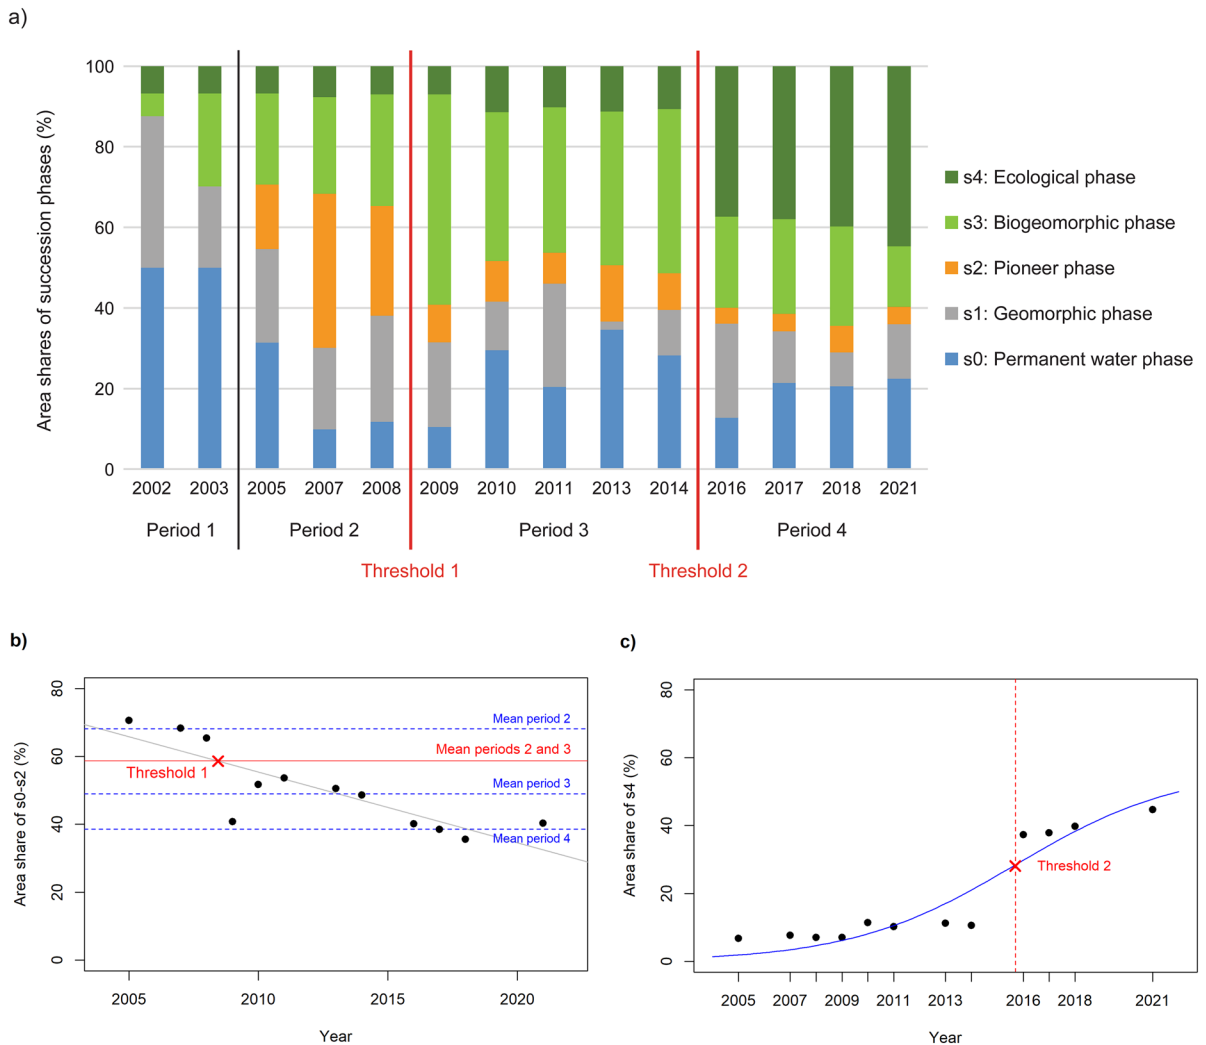 a)
Area shares of succession phases (%)
100
80
60
40
20
0
2002 2003 2005 2007 2008 2009 2010 2011 2013 2014 2016 2017 2018 2021
Period 1 Period 2 Period 3 Period 4
Threshold 1 Threshold 2
s4: Ecological phase
s3: Biogeomorphic phase
s2: Pioneer phase
s1: Geomorphic phase
s0: Permanent water phase
b)
Area share of s0-s2 (%)
80
60
40
20
0
Mean period 2
Mean periods 2 and 3
Threshold 1
Mean period 3
Mean period 4
2005 2010 2015 2020
Year
c)
Area share of s4 (%)
80
60
40
20
0
Threshold 2
2005 2007 2009 2011 2013 2016 2018 2021
Year